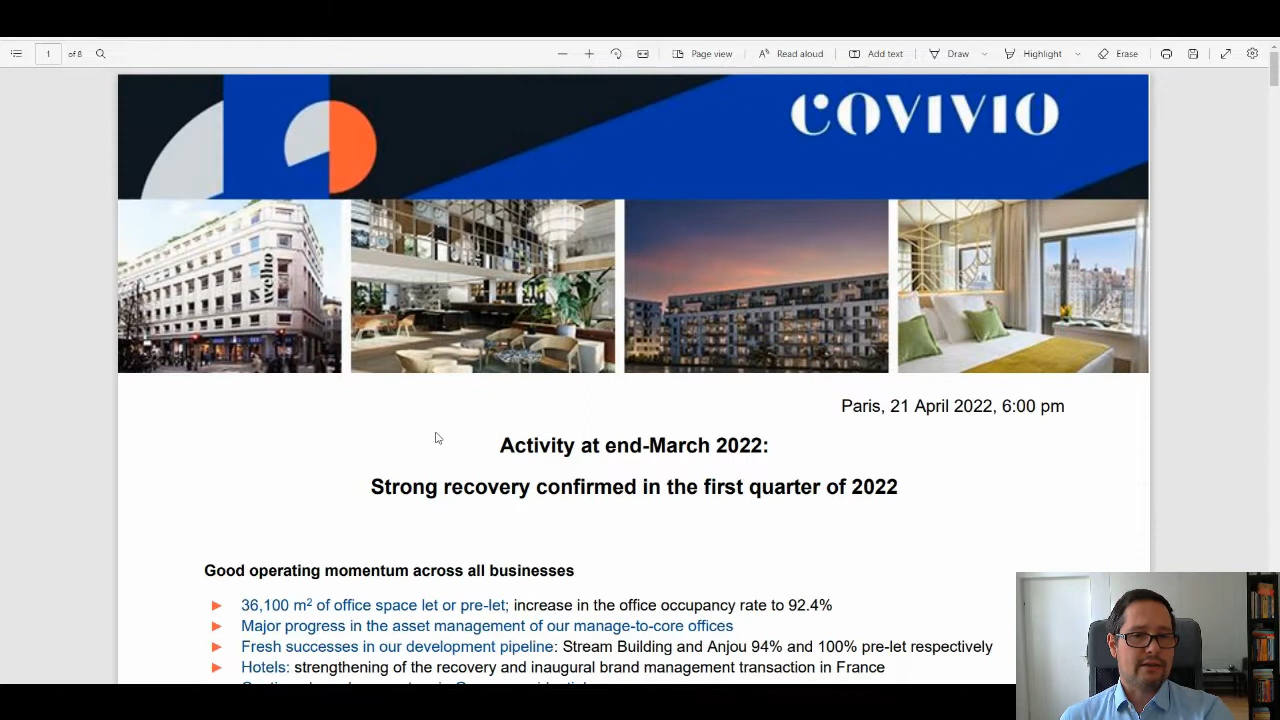 1
of 8
Page view
Read aloud
Add text
Draw
Highlight
Erase
COVIVIO
wellio
Paris, 21 April 2022, 6:00 pm
Activity at end-March 2022:
Strong recovery confirmed in the first quarter of 2022
Good operating momentum across all businesses
36,100 m² of office space let or pre-let; increase in the office occupancy rate to 92.4%
Major progress in the asset management of our manage-to-core offices
Fresh successes in our development pipeline: Stream Building and Anjou 94% and 100% pre-let respectively
Hotels: strengthening of the recovery and inaugural brand management transaction in France